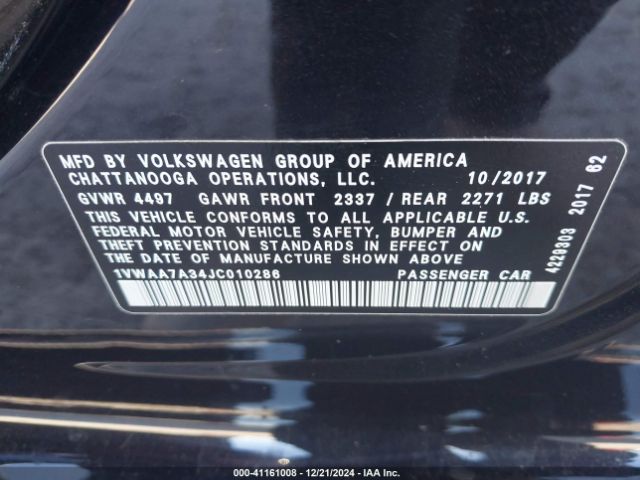 MFD BY VOLKSWAGEN GROUP OF AMERICA
CHATTANOOGA OPERATIONS, LLC. 10/2017
GVWR 4497 GAWR FRONT 2337 / REAR 2271 LBS
THIS VEHICLE CONFORMS TO ALL APPLICABLE U.S.
FEDERAL MOTOR VEHICLE SAFETY, BUMPER AND
THEFT PREVENTION STANDARDS IN EFFECT ON
THE DATE OF MANUFACTURE SHOWN ABOVE
1VWAA7A34JC010286 PASSENGER CAR
4229303 2017 62
000-41161008 - 12/21/2024 - IAA Inc.